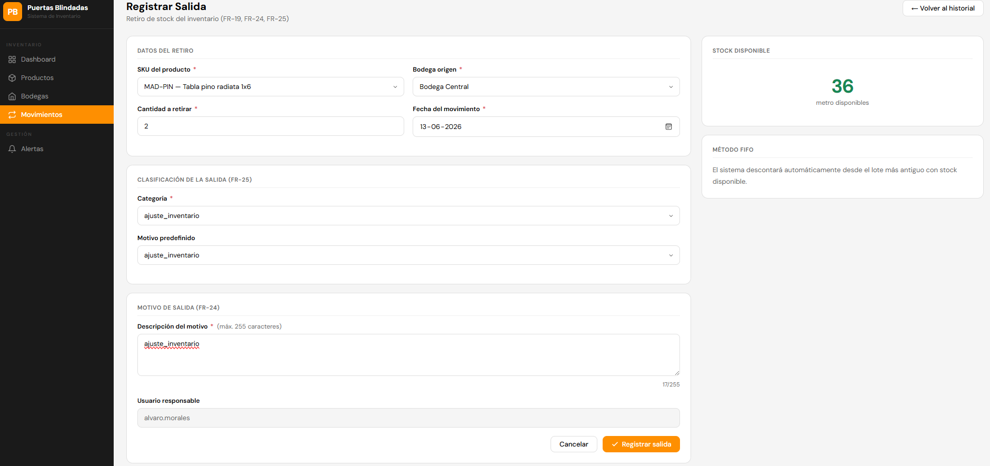 PB
Puertas Blindadas
Sistema de Inventario
INVENTARIO
Dashboard
Productos
Bodegas
Movimientos
GESTIÓN
Alertas
Registrar Salida
Retiro de stock del inventario (FR-19, FR-24, FR-25)
← Volver al historial
DATOS DEL RETIRO
SKU del producto *
MAD-PIN — Tabla pino radiata 1x6
Bodega origen *
Bodega Central
Cantidad a retirar *
2
Fecha del movimiento *
13-06-2026
CLASIFICACIÓN DE LA SALIDA (FR-25)
Categoría *
ajuste_inventario
Motivo predefinido
ajuste_inventario
MOTIVO DE SALIDA (FR-24)
Descripción del motivo * (máx. 255 caracteres)
ajuste_inventario
17/255
Usuario responsable
alvaro.morales
Cancelar
✓ Registrar salida
STOCK DISPONIBLE
36
metro disponibles
MÉTODO FIFO
El sistema descontará automáticamente desde el lote más antiguo con stock
disponible.